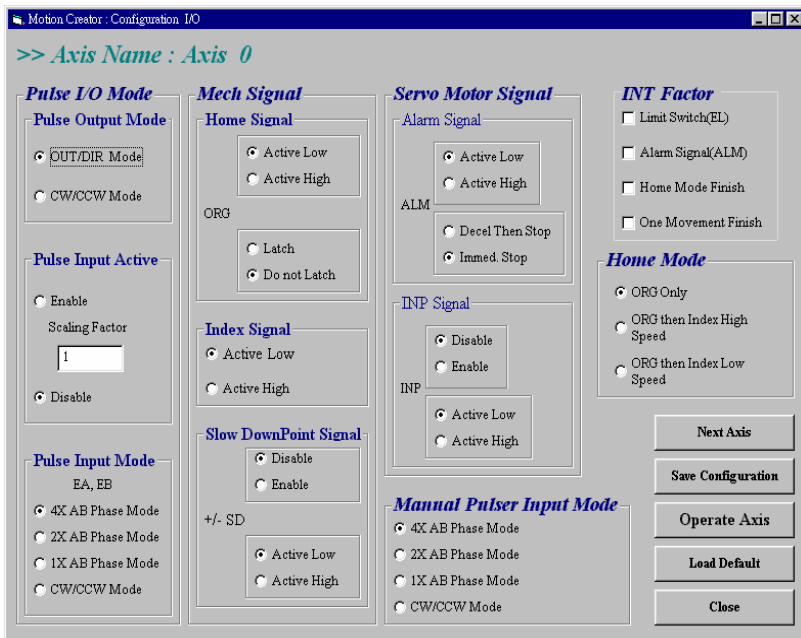 Motion Creator : Configuration I/O
>> Axis Name : Axis 0
Pulse I/O Mode
Pulse Output Mode
OUT/DIR Mode
CW/CCW Mode
Pulse Input Active
Enable
Scaling Factor
1
Disable
Pulse Input Mode
EA, EB
4X AB Phase Mode
2X AB Phase Mode
1X AB Phase Mode
CW/CCW Mode
Mech Signal
Home Signal
Active Low
Active High
ORG
Latch
Do not Latch
Index Signal
Active Low
Active High
Slow DownPoint Signal
Disable
Enable
+/- SD
Active Low
Active High
Servo Motor Signal
Alarm Signal
Active Low
Active High
ALM
Decel Then Stop
Immed. Stop
INP Signal
Disable
Enable
INP
Active Low
Active High
Manual Pulser Input Mode
4X AB Phase Mode
2X AB Phase Mode
1X AB Phase Mode
CW/CCW Mode
INT Factor
Limit Switch(EL)
Alarm Signal(ALM)
Home Mode Finish
One Movement Finish
Home Mode
ORG Only
ORG then Index High
Speed
ORG then Index Low
Speed
Next Axis
Save Configuration
Operate Axis
Load Default
Close